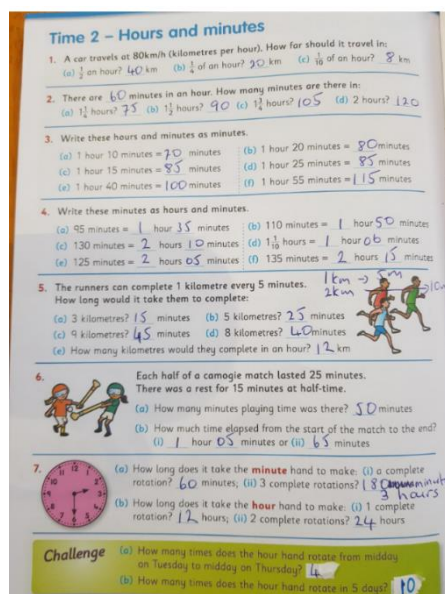 Time 2 – Hours and minutes
1. A car travels at 80km/h (kilometres per hour). How far should it travel in:
(a) 1/2 an hour? 40 km (b) 1/4 of an hour? 20 km (c) 1/10 of an hour? 8 km
2. There are 60 minutes in an hour. How many minutes are there in:
(a) 1 1/4 hours? 75 (b) 1 1/2 hours? 90 (c) 1 3/4 hours? 105 (d) 2 hours? 120
3. Write these hours and minutes as minutes.
(a) 1 hour 10 minutes = 70 minutes (b) 1 hour 20 minutes = 80 minutes
(c) 1 hour 15 minutes = 85 minutes (d) 1 hour 25 minutes = 85 minutes
(e) 1 hour 40 minutes = 100 minutes (f) 1 hour 55 minutes = 115 minutes
4. Write these minutes as hours and minutes.
(a) 95 minutes = 1 hour 35 minutes (b) 110 minutes = 1 hour 50 minutes
(c) 130 minutes = 2 hours 10 minutes (d) 1 1/10 hours = 1 hour 06 minutes
(e) 125 minutes = 2 hours 05 minutes (f) 135 minutes = 2 hours 15 minutes
5. The runners can complete 1 kilometre every 5 minutes.
How long would it take them to complete:
1km → 5m
2km → 10m
(a) 3 kilometres? 15 minutes (b) 5 kilometres? 25 minutes
(c) 9 kilometres? 45 minutes (d) 8 kilometres? 40 minutes
(e) How many kilometres would they complete in an hour? 12 km
6. Each half of a camogie match lasted 25 minutes.
There was a rest for 15 minutes at half-time.
(a) How many minutes playing time was there? 50 minutes
(b) How much time elapsed from the start of the match to the end?
(i) 1 hour 05 minutes or (ii) 65 minutes
7. (a) How long does it take the minute hand to make: (i) a complete
rotation? 60 minutes; (ii) 3 complete rotations? 180 minutes
3 hours
(b) How long does it take the hour hand to make: (i) 1 complete
rotation? 12 hours; (ii) 2 complete rotations? 24 hours
Challenge (a) How many times does the hour hand rotate from midday
on Tuesday to midday on Thursday? 4
(b) How many times does the hour hand rotate in 5 days? 10